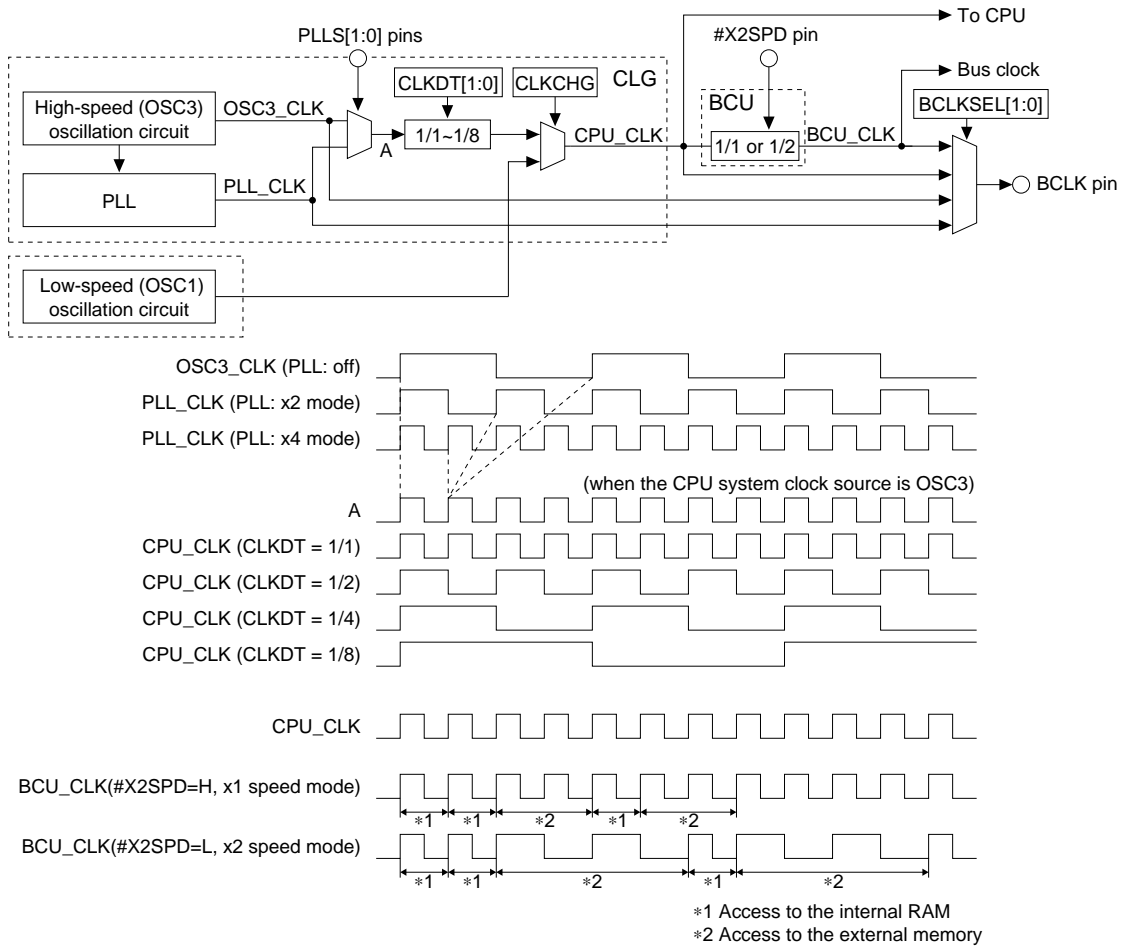 To CPU
PLLS[1:0] pins
#X2SPD pin
CLG
Bus clock
CLKDT[1:0]
CLKCHG
BCU
BCLKSEL[1:0]
High-speed (OSC3)
oscillation circuit
OSC3_CLK
A
1/1~1/8
CPU_CLK
1/1 or 1/2
BCU_CLK
PLL
PLL_CLK
BCLK pin
Low-speed (OSC1)
oscillation circuit
OSC3_CLK (PLL: off)
PLL_CLK (PLL: x2 mode)
PLL_CLK (PLL: x4 mode)
(when the CPU system clock source is OSC3)
A
CPU_CLK (CLKDT = 1/1)
CPU_CLK (CLKDT = 1/2)
CPU_CLK (CLKDT = 1/4)
CPU_CLK (CLKDT = 1/8)
CPU_CLK
BCU_CLK(#X2SPD=H, x1 speed mode)
∗1 ∗1 ∗2 ∗1 ∗2
BCU_CLK(#X2SPD=L, x2 speed mode)
∗1 ∗1 ∗2 ∗1 ∗2
∗1 Access to the internal RAM
∗2 Access to the external memory